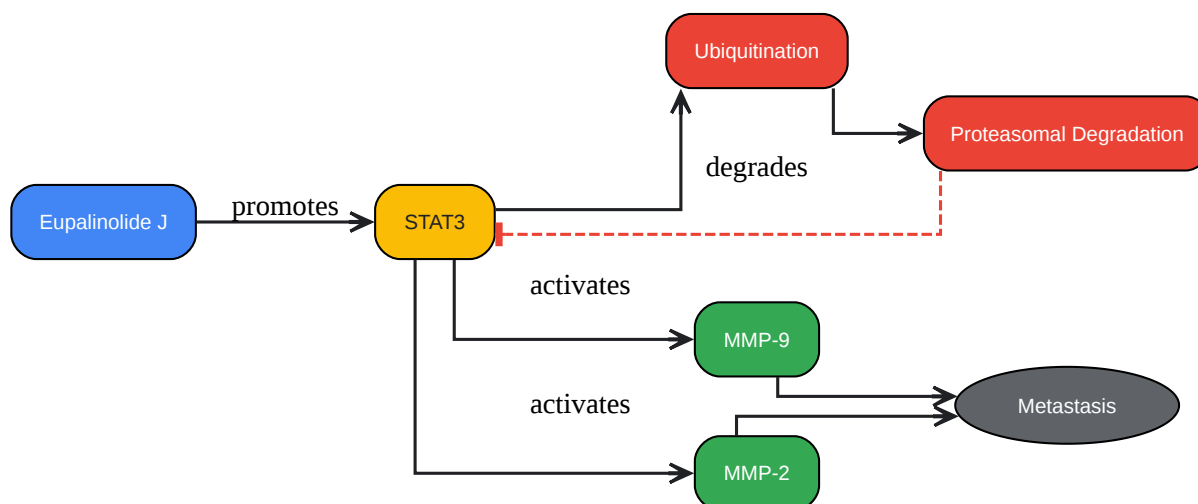 Ubiquitination
Proteasomal Degradation
degrades
Eupalinolide J
promotes
STAT3
activates
MMP-9
activates
Metastasis
MMP-2